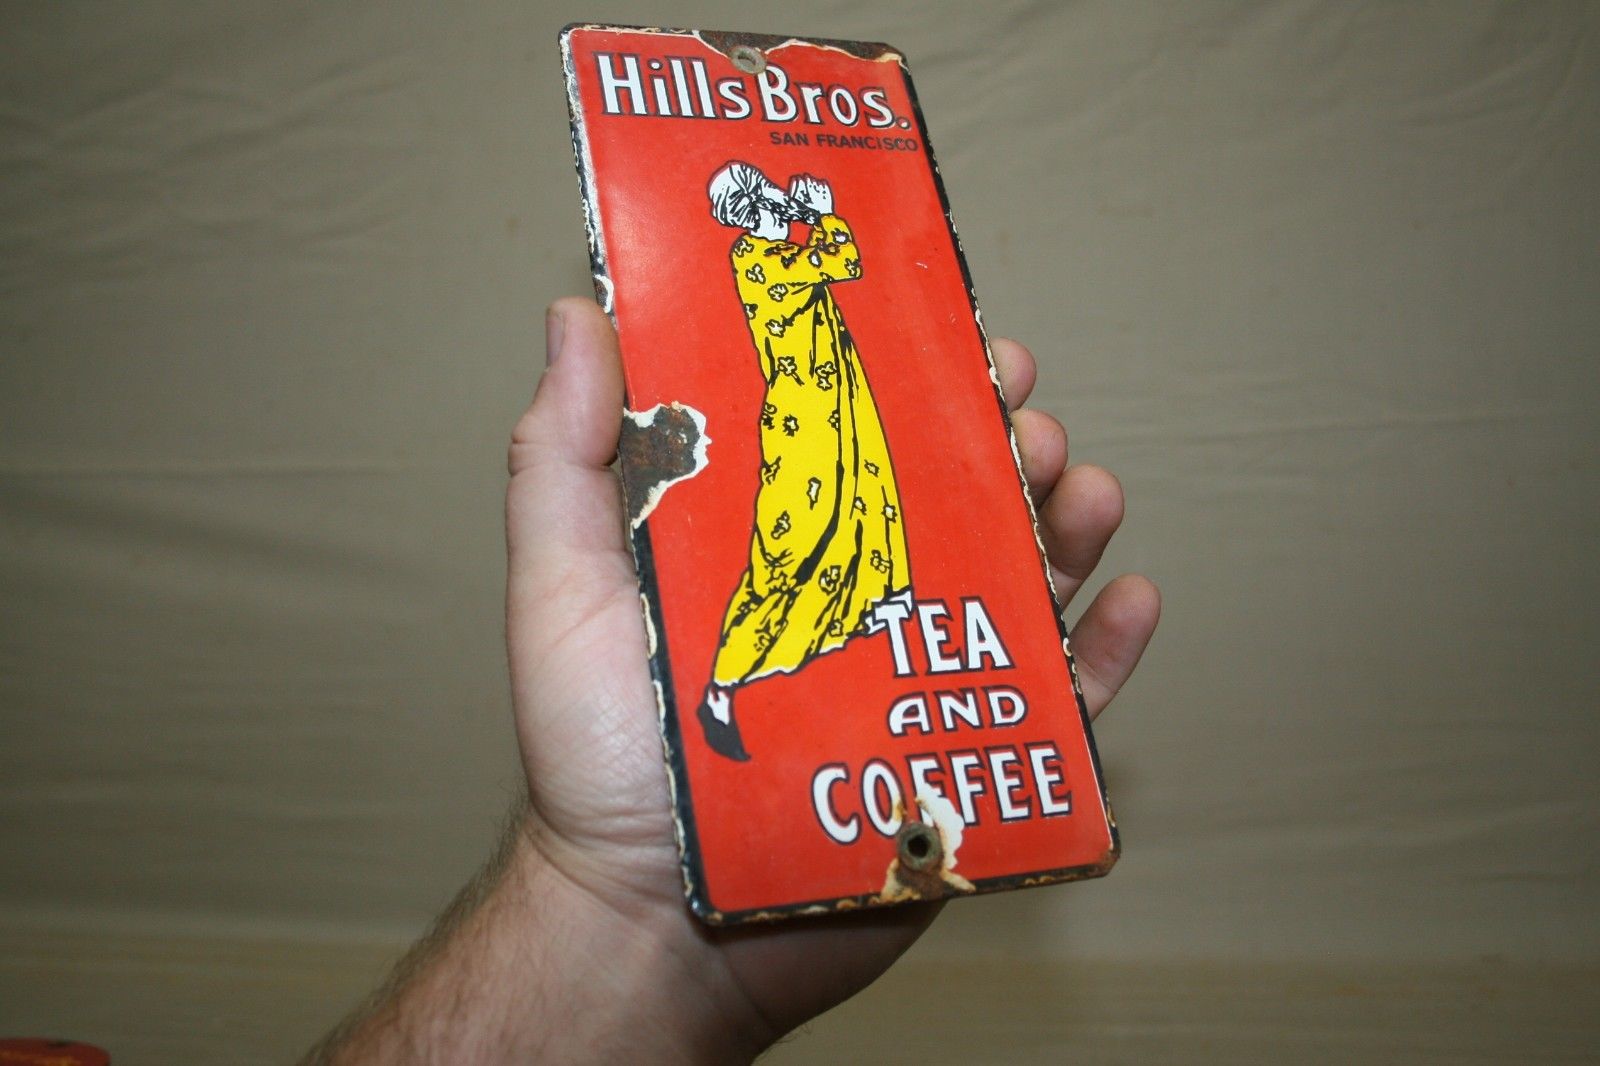 Hills Bros.
SAN FRANCISCO
TEA
AND
COFFEE